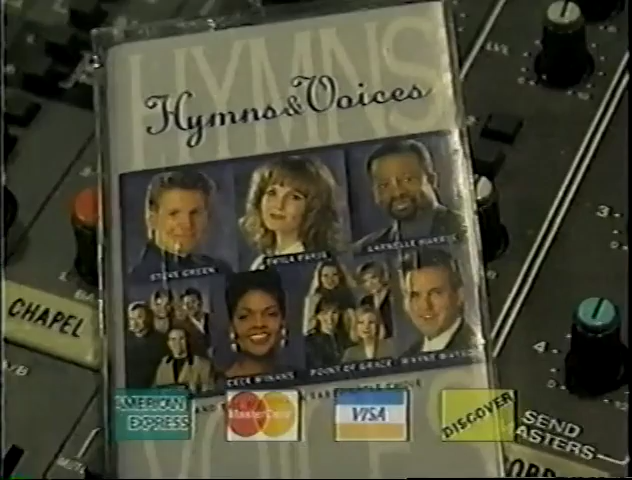 HYMNS
Hymns & Voices
STEVE GREEN
TWILA PARIS
LARNELLE HARRIS
CECE WINANS
POINT OF GRACE
WAYNE WATSON
CHAPEL
AMERICAN
EXPRESS
MasterCard
VISA
DISCOVER
SEND
MASTERS
VOICES
3
4